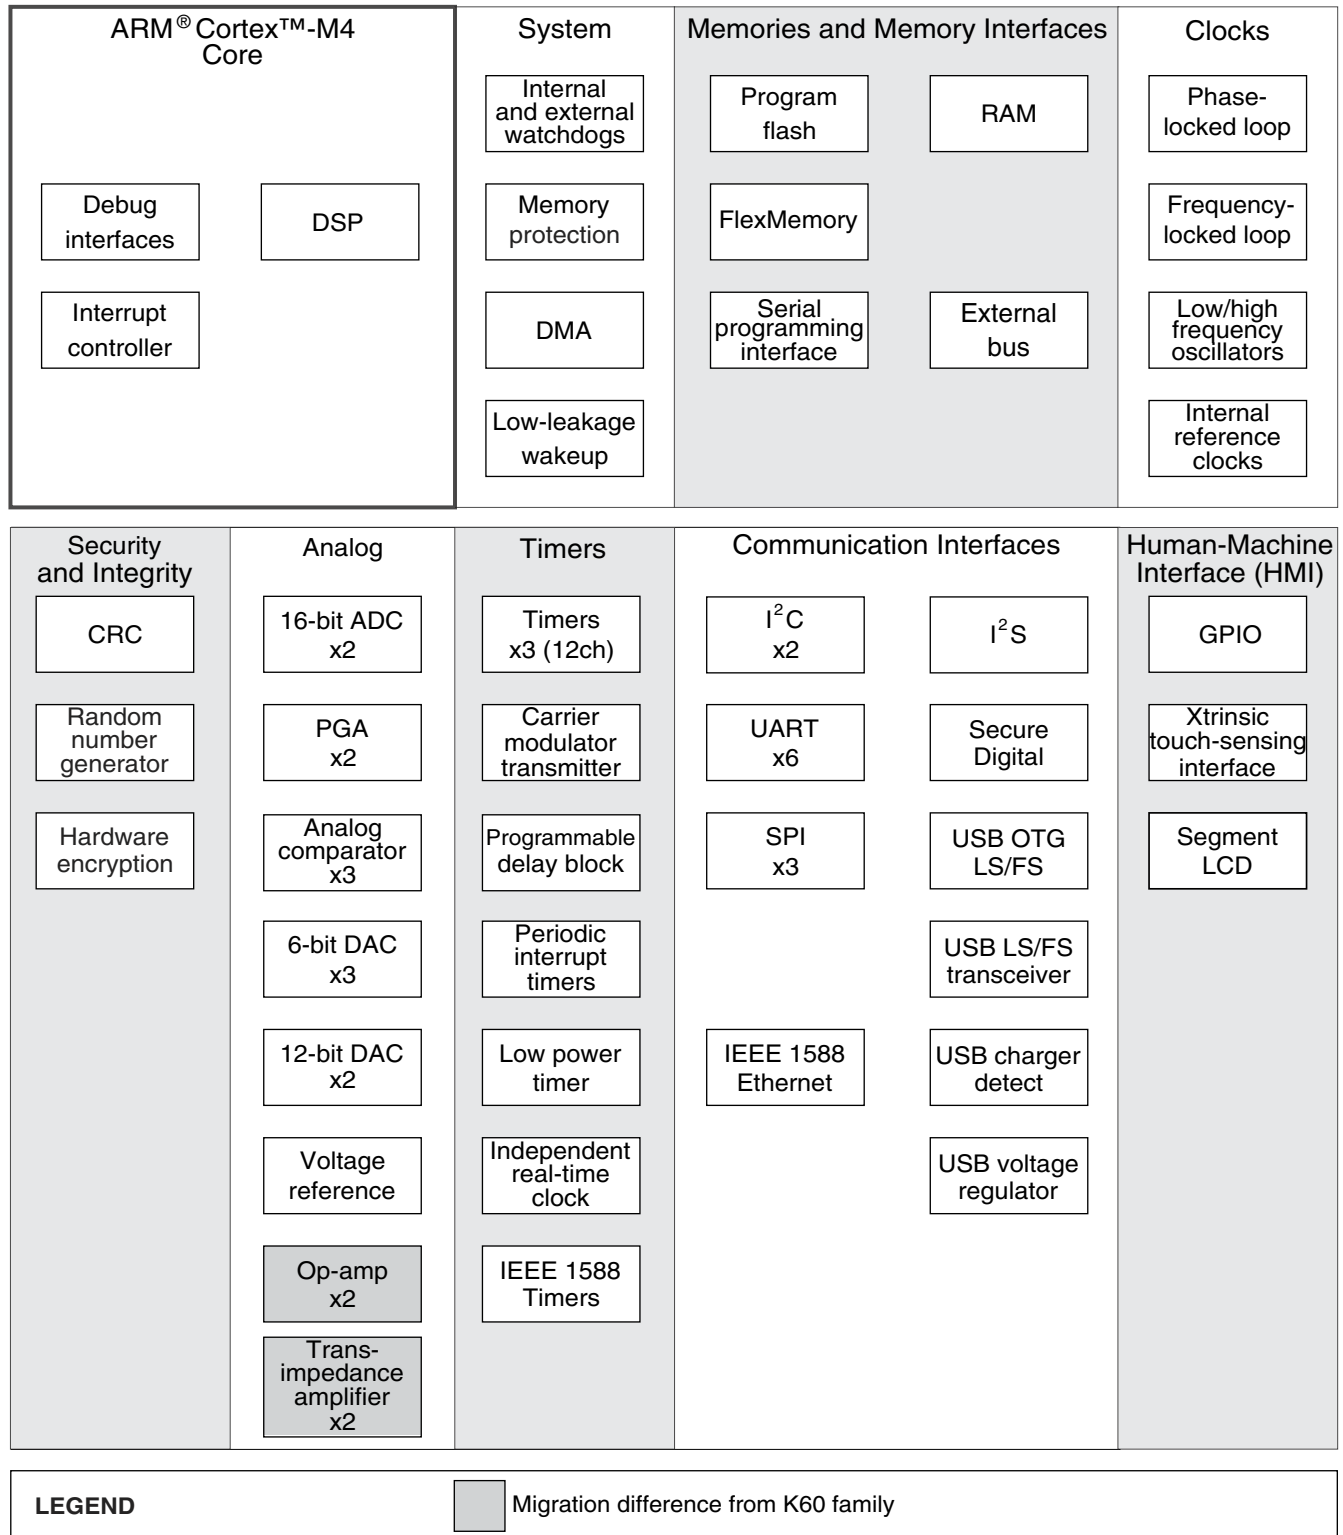 ARM® Cortex™-M4
Core
Debug
interfaces
DSP
Interrupt
controller
System
Internal
and external
watchdogs
Memory
protection
DMA
Low-leakage
wakeup
Memories and Memory Interfaces
Program
flash
RAM
FlexMemory
Serial
programming
interface
External
bus
Clocks
Phase-
locked loop
Frequency-
locked loop
Low/high
frequency
oscillators
Internal
reference
clocks
Security
and Integrity
CRC
Random
number
generator
Hardware
encryption
Analog
16-bit ADC
x2
PGA
x2
Analog
comparator
x3
6-bit DAC
x3
12-bit DAC
x2
Voltage
reference
Op-amp
x2
Trans-
impedance
amplifier
x2
Timers
Timers
x3 (12ch)
Carrier
modulator
transmitter
Programmable
delay block
Periodic
interrupt
timers
Low power
timer
Independent
real-time
clock
IEEE 1588
Timers
Communication Interfaces
I²C
x2
I²S
UART
x6
Secure
Digital
SPI
x3
USB OTG
LS/FS
USB LS/FS
transceiver
IEEE 1588
Ethernet
USB charger
detect
USB voltage
regulator
Human-Machine
Interface (HMI)
GPIO
Xtrinsic
touch-sensing
interface
Segment
LCD
LEGEND
Migration difference from K60 family